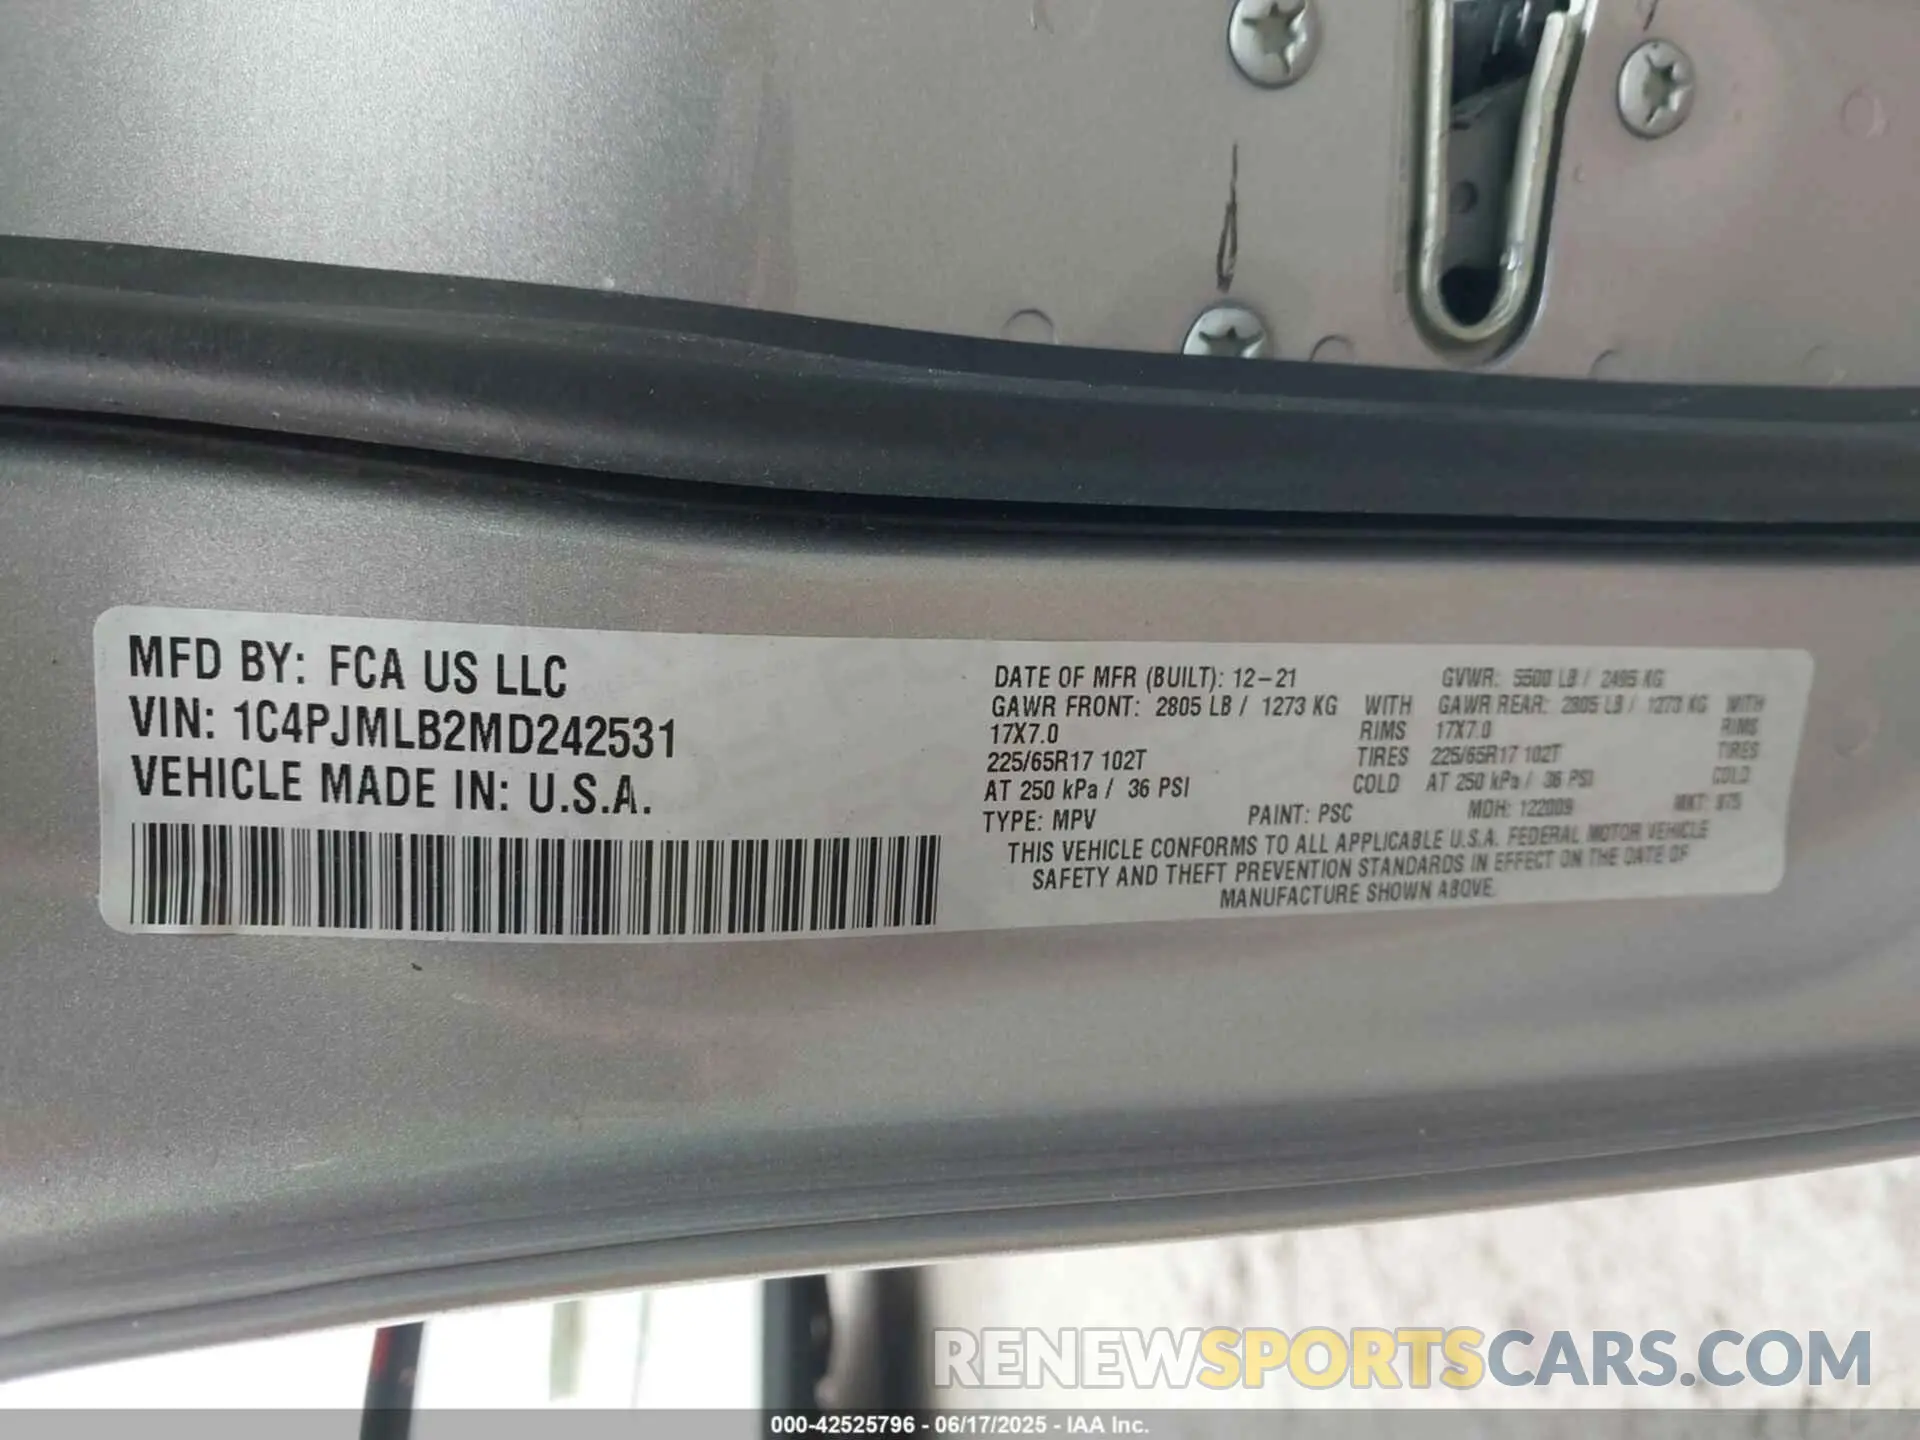 MFD BY: FCA US LLC
VIN: 1C4PJMLB2MD242531
VEHICLE MADE IN: U.S.A.
DATE OF MFR (BUILT): 12-21 GVWR: 5500 LB / 2495 KG
GAWR FRONT: 2805 LB / 1273 KG WITH GAWR REAR: 2805 LB / 1273 KG WITH
17X7.0 RIMS 17X7.0 RIMS
225/65R17 102T TIRES 225/65R17 102T TIRES
AT 250 kPa / 36 PSI COLD AT 250 kPa / 36 PSI COLD
TYPE: MPV PAINT: PSC MDH: 122009 MKT:
THIS VEHICLE CONFORMS TO ALL APPLICABLE U.S.A. FEDERAL MOTOR VEHICLE
SAFETY AND THEFT PREVENTION STANDARDS IN EFFECT ON THE DATE OF
MANUFACTURE SHOWN ABOVE.
RENEWSPORTSCARS.COM
000-42525796 - 06/17/2025 - IAA Inc.